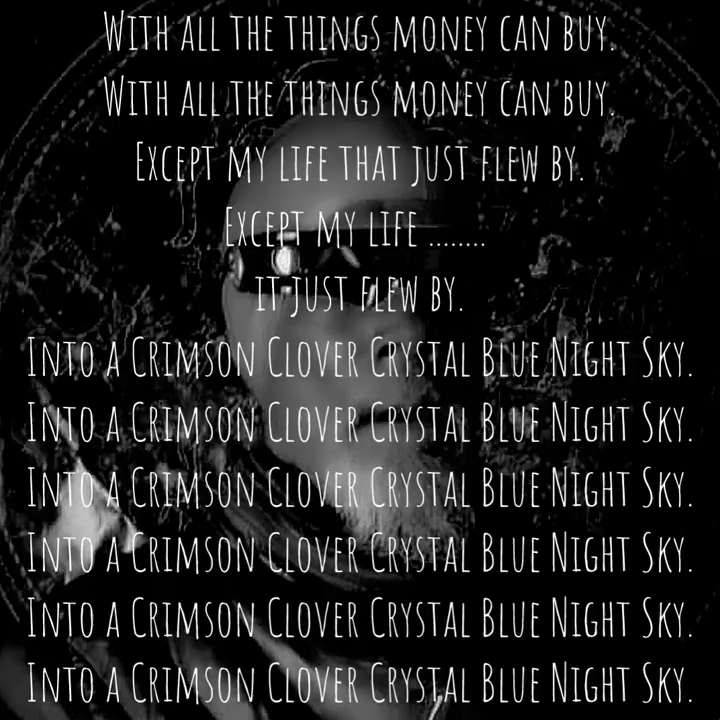 With all the things money can buy.
With all the things money can buy.
Except my life that just flew by.
Except my life ........
it just flew by.
Into a Crimson Clover Crystal Blue Night Sky.
Into a Crimson Clover Crystal Blue Night Sky.
Into a Crimson Clover Crystal Blue Night Sky.
Into a Crimson Clover Crystal Blue Night Sky.
Into a Crimson Clover Crystal Blue Night Sky.
Into a Crimson Clover Crystal Blue Night Sky.